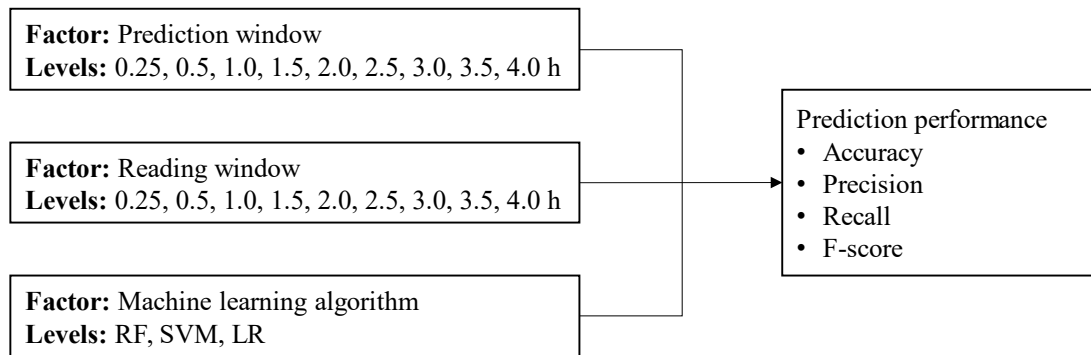 Factor: Prediction window
Levels: 0.25, 0.5, 1.0, 1.5, 2.0, 2.5, 3.0, 3.5, 4.0 h
Factor: Reading window
Levels: 0.25, 0.5, 1.0, 1.5, 2.0, 2.5, 3.0, 3.5, 4.0 h
Factor: Machine learning algorithm
Levels: RF, SVM, LR
Prediction performance
• Accuracy
• Precision
• Recall
• F-score